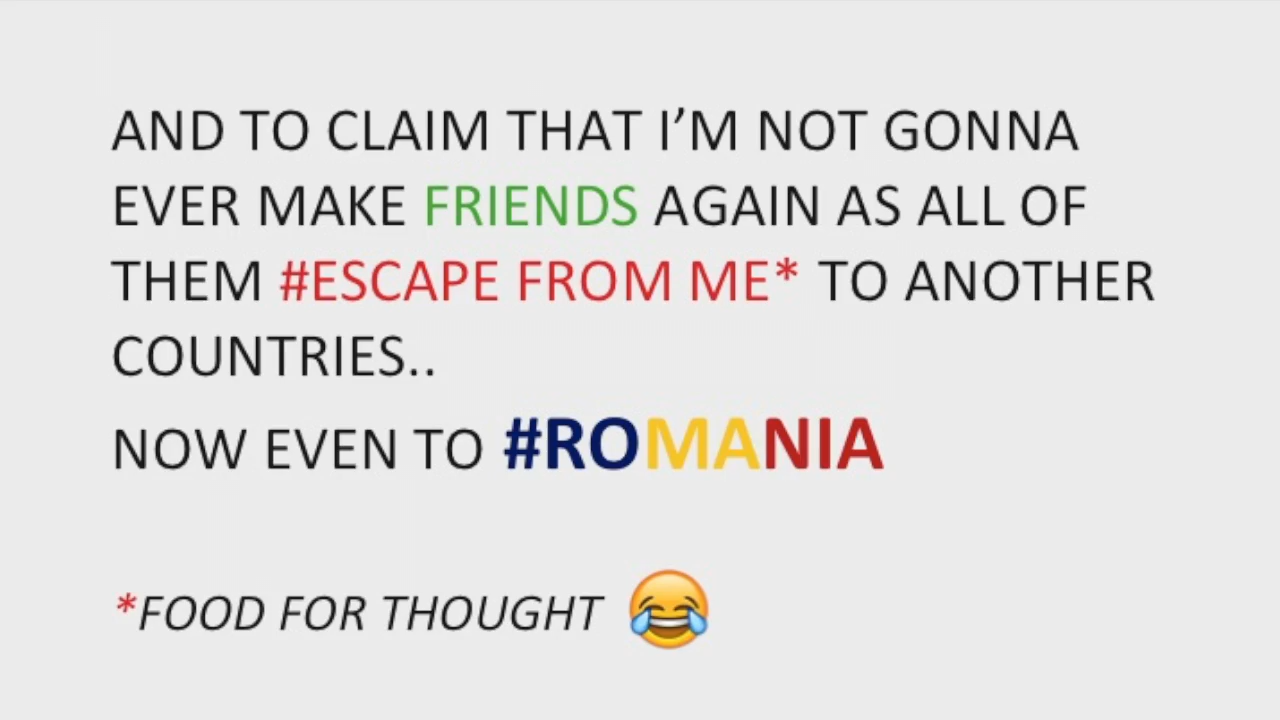 AND TO CLAIM THAT I’M NOT GONNA
EVER MAKE FRIENDS AGAIN AS ALL OF
THEM #ESCAPE FROM ME* TO ANOTHER
COUNTRIES..
NOW EVEN TO #ROMANIA
*FOOD FOR THOUGHT 😂